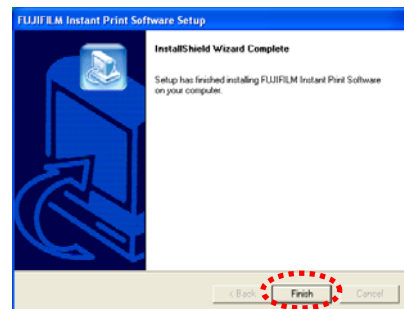 FUJIFILM Instant Print Software Setup
InstallShield Wizard Complete
Setup has finished installing FUJIFILM Instant Print Software
on your computer.
< Back
Finish
Cancel